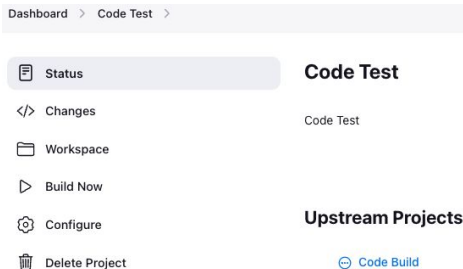 Dashboard > Code Test >
Status
Changes
Workspace
Build Now
Configure
Delete Project
Code Test
Code Test
Upstream Projects
Code Build